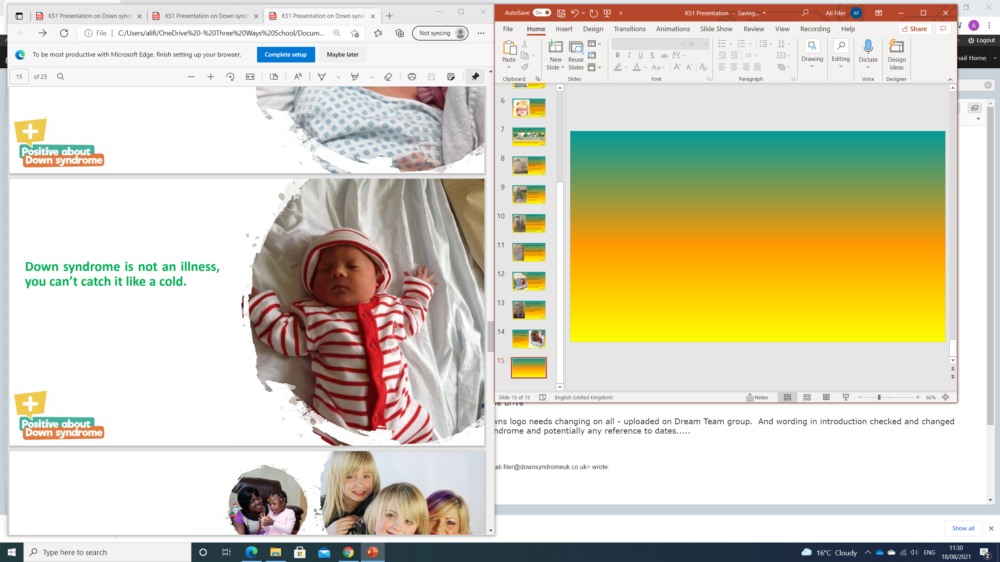 KS1 Presentation on Down syndr
KS1 Presentation on Down syndr
KS1 Presentation on Down syndr
File
C:/Users/alifi/OneDrive%20-%20Three%20Ways%20School/Docum...
Not syncing
To be most productive with Microsoft Edge, finish setting up your browser.
Complete setup
Maybe later
15
of 25
Positive about
Down syndrome
Down syndrome is not an illness,
you can't catch it like a cold.
Positive about
Down syndrome
AutoSave
On
KS1 Presentation - Saving...
Ali Filer
AF
File
Home
Insert
Design
Transitions
Animations
Slide Show
Review
View
Recording
Help
Share
Paste
Clipboard
New
Slide
Reuse
Slides
Slides
36
B I U S ab AV
A Aa A A A
Font
Paragraph
Drawing
Editing
Dictate
Voice
Design
Ideas
Designer
6
7
8
9
10
11
12
13
14
15
Slide 15 of 15
English (United Kingdom)
Notes
60%
A
Logout
mail Home
ne drive
wns logo needs changing on all - uploaded on Dream Team group. And wording in introduction checked and changed
ndrome and potentially any reference to dates.....
ali.filer@downsyndromeuk.co.uk> wrote:
Show all
Type here to search
16°C Cloudy
ENG
11:30
18/08/2021
2